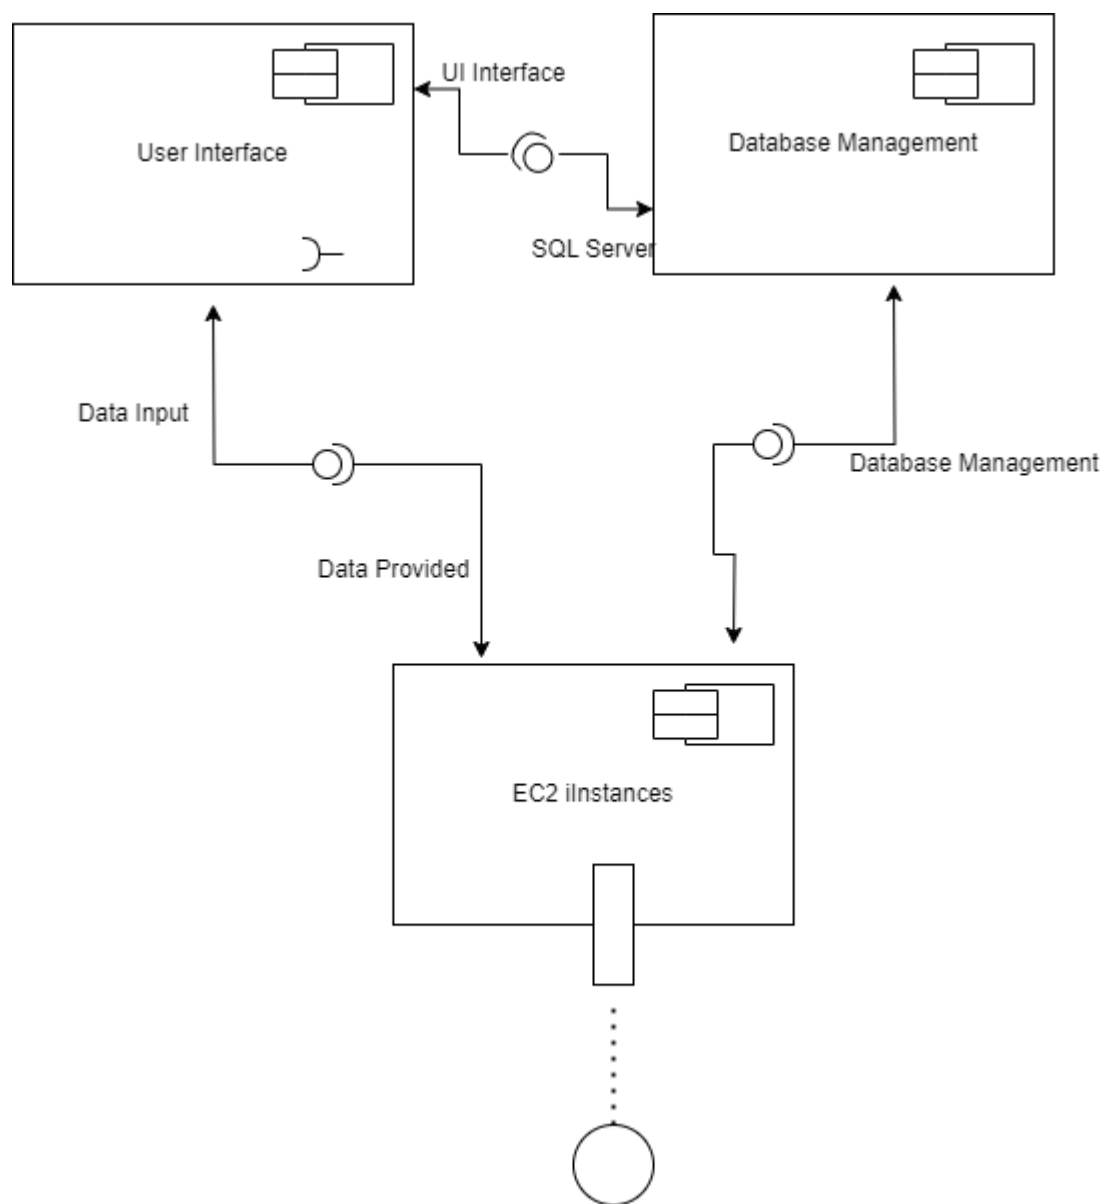 UI Interface
User Interface
Database Management
SQL Server
Data Input
Database Management
Data Provided
EC2 iInstances